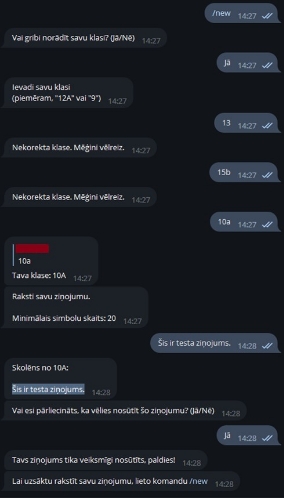 /new 14:27
Vai gribi norādīt savu klasi? (Jā/Nē) 14:27
Jā 14:27
Ievadi savu klasi
(piemēram, "12A" vai "9") 14:27
13 14:27
Nekorekta klase. Mēģini vēlreiz. 14:27
15b 14:27
Nekorekta klase. Mēģini vēlreiz. 14:27
10a 14:27
10a
Tava klase: 10A 14:27
Raksti savu ziņojumu.
Minimālais simbolu skaits: 20 14:27
Šis ir testa ziņojums. 14:28
Skolēns no 10A:
Šis ir testa ziņojums. 14:28
Vai esi pārliecināts, ka vēlies nosūtīt šo ziņojumu? (Jā/Nē) 14:28
Jā 14:28
Tavs ziņojums tika veiksmīgi nosūtīts, paldies! 14:28
Lai uzsāktu rakstīt savu ziņojumu, lieto komandu /new 14:28